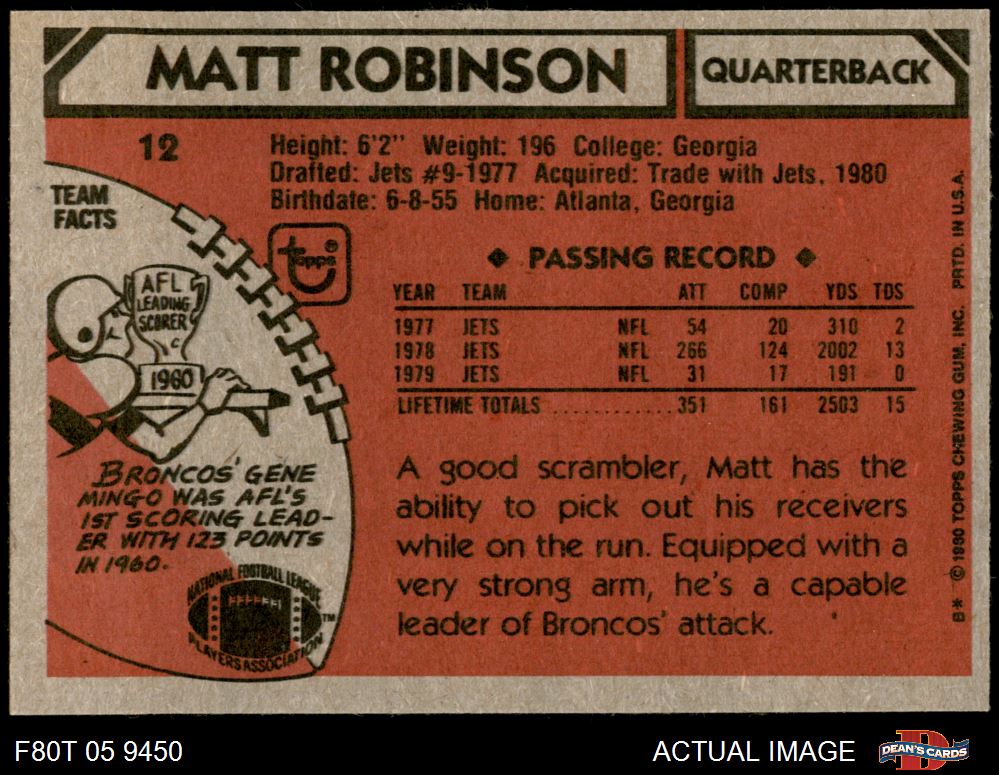 MATT ROBINSON
QUARTERBACK
12
Height: 6'2" Weight: 196 College: Georgia
Drafted: Jets #9-1977 Acquired: Trade with Jets, 1980
Birthdate: 6-8-55 Home: Atlanta, Georgia
TEAM
FACTS
topps
AFL
LEADING
SCORER
1960
BRONCOS' GENE
MINGO WAS AFL'S
1ST SCORING LEAD-
ER WITH 123 POINTS
IN 1960.
NATIONAL FOOTBALL LEAGUE
PLAYERS ASSOCIATION
TM
◆ PASSING RECORD ◆
YEAR TEAM ATT COMP YDS TDS
1977 JETS NFL 54 20 310 2
1978 JETS NFL 266 124 2002 13
1979 JETS NFL 31 17 191 0
LIFETIME TOTALS ............351 161 2503 15
A good scrambler, Matt has the
ability to pick out his receivers
while on the run. Equipped with a
very strong arm, he's a capable
leader of Broncos' attack.
B* © 1980 TOPPS CHEWING GUM, INC. PRTD. IN U.S.A.
F80T 05 9450
ACTUAL IMAGE
DEAN'S CARDS